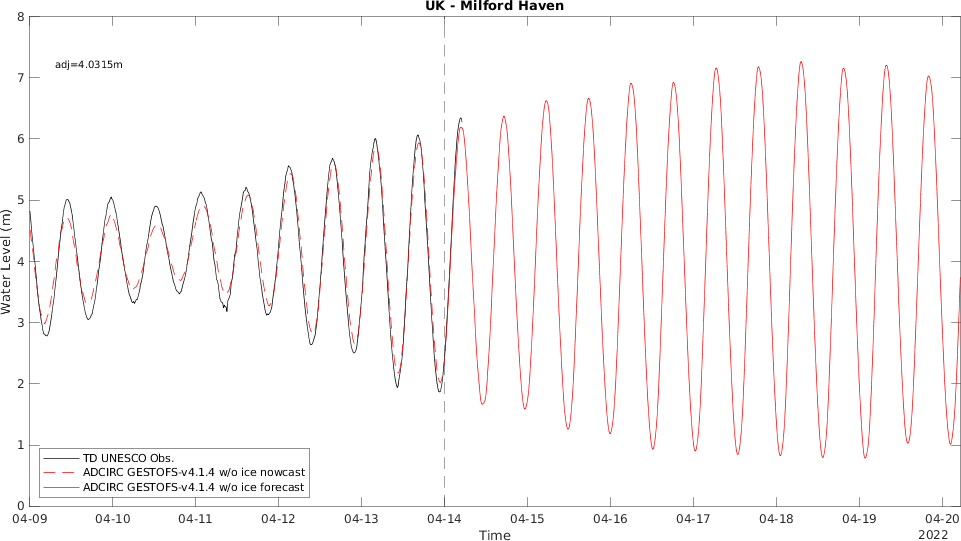 UK - Milford Haven
8
adj=4.0315m
7
6
5
4
3
2
1
0
Water Level (m)
TD UNESCO Obs.
ADCIRC GESTOFS-v4.1.4 w/o ice nowcast
ADCIRC GESTOFS-v4.1.4 w/o ice forecast
04-09 04-10 04-11 04-12 04-13 04-14 04-15 04-16 04-17 04-18 04-19 04-20
Time
2022